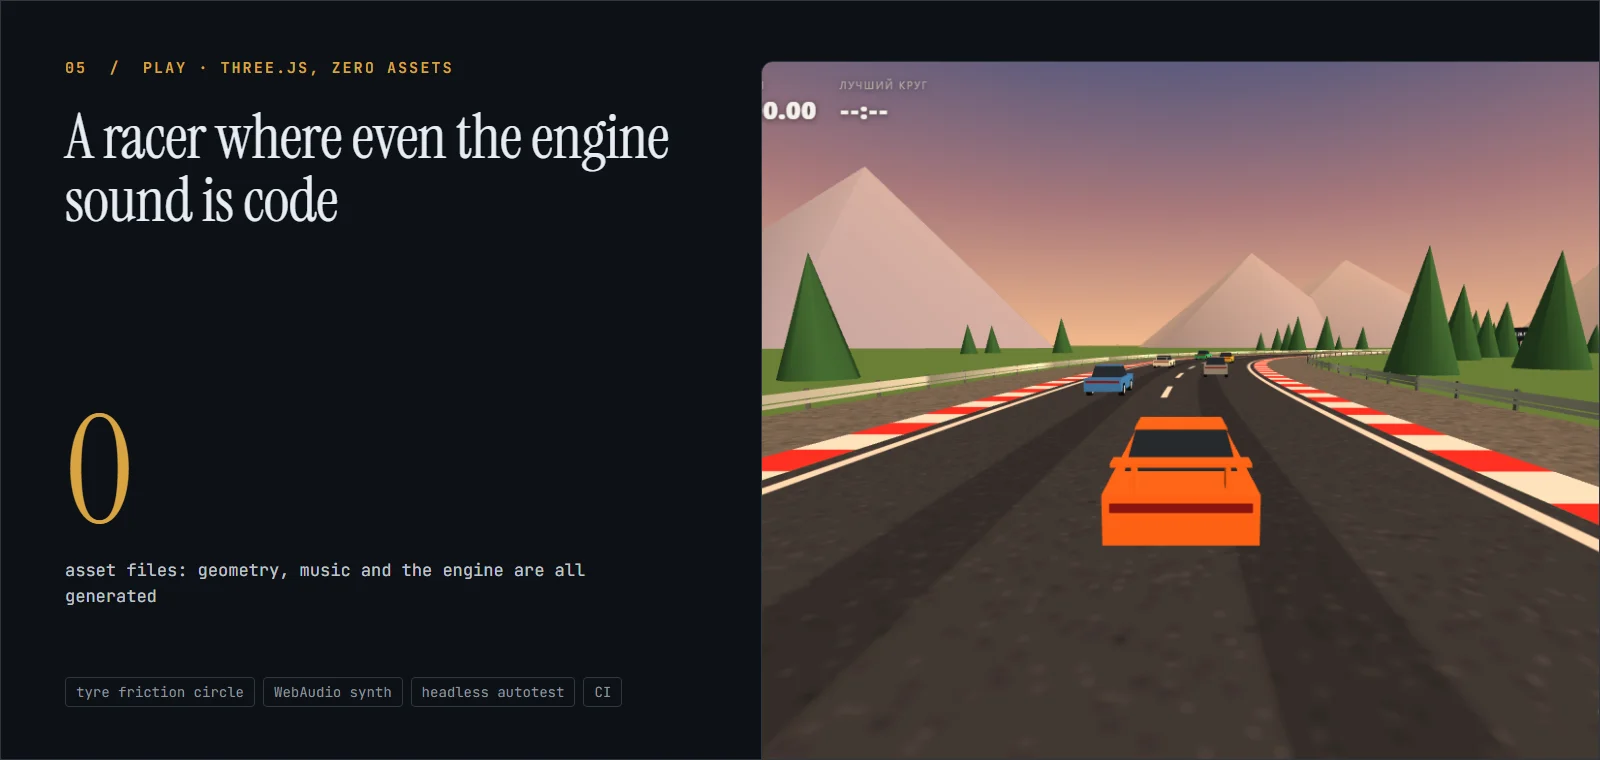 05 / PLAY · THREE.JS, ZERO ASSETS
A racer where even the engine
sound is code
0
asset files: geometry, music and the engine are all
generated
tyre friction circle
WebAudio synth
headless autotest
CI
ЛУЧШИЙ КРУГ
0.00 --:--